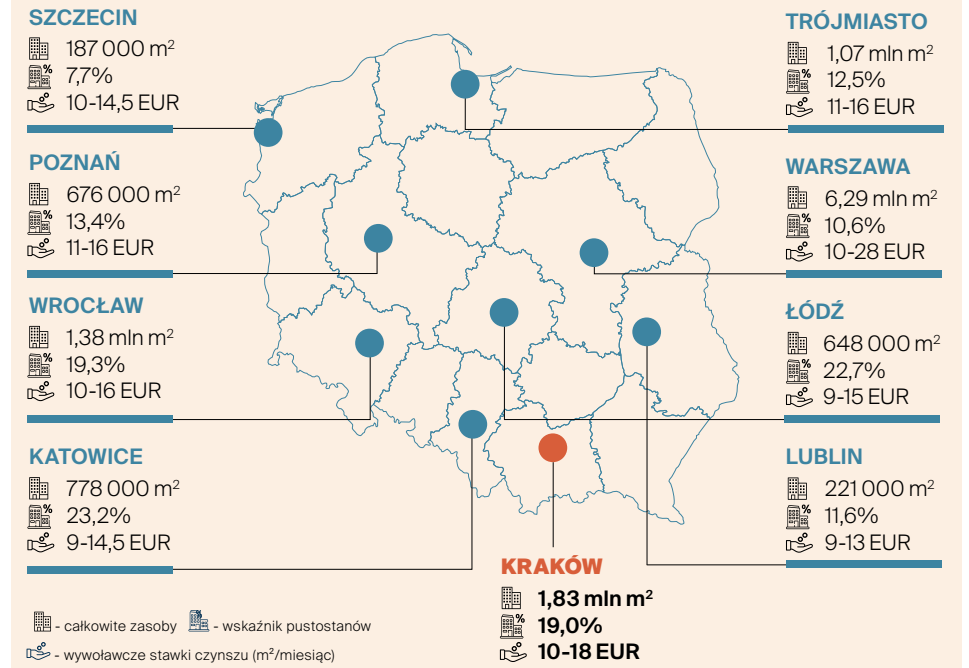 SZCZECIN
187 000 m²
7,7%
10-14,5 EUR
POZNAŃ
676 000 m²
13,4%
11-16 EUR
WROCŁAW
1,38 mln m²
19,3%
10-16 EUR
KATOWICE
778 000 m²
23,2%
9-14,5 EUR
TRÓJMIASTO
1,07 mln m²
12,5%
11-16 EUR
WARSZAWA
6,29 mln m²
10,6%
10-28 EUR
ŁÓDŹ
648 000 m²
22,7%
9-15 EUR
LUBLIN
221 000 m²
11,6%
9-13 EUR
KRAKÓW
1,83 mln m²
19,0%
10-18 EUR
- całkowite zasoby % - wskaźnik pustostanów
- wywoławcze stawki czynszu (m²/miesiąc)